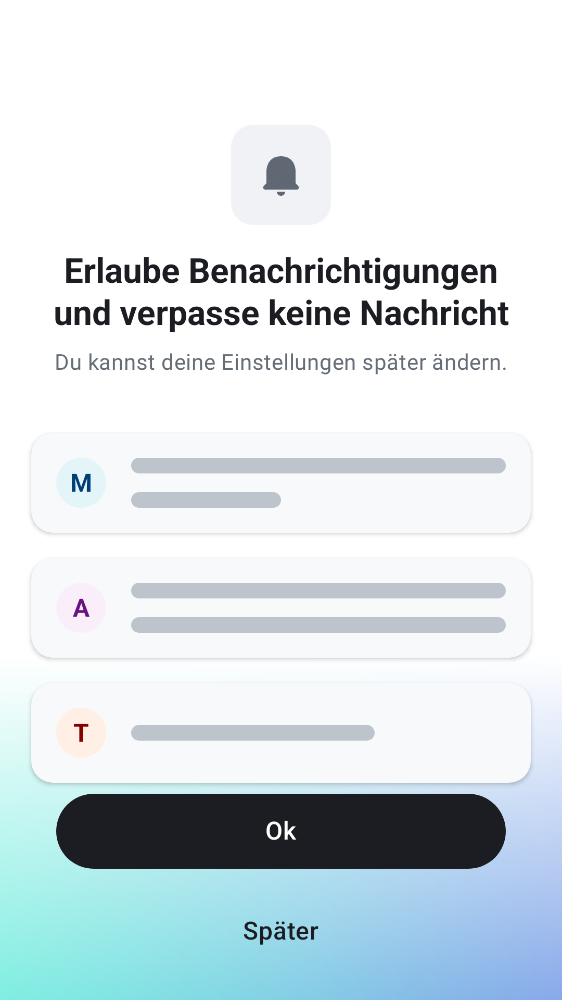 Erlaube Benachrichtigungen
und verpasse keine Nachricht
Du kannst deine Einstellungen später ändern.
M
A
T
Ok
Später